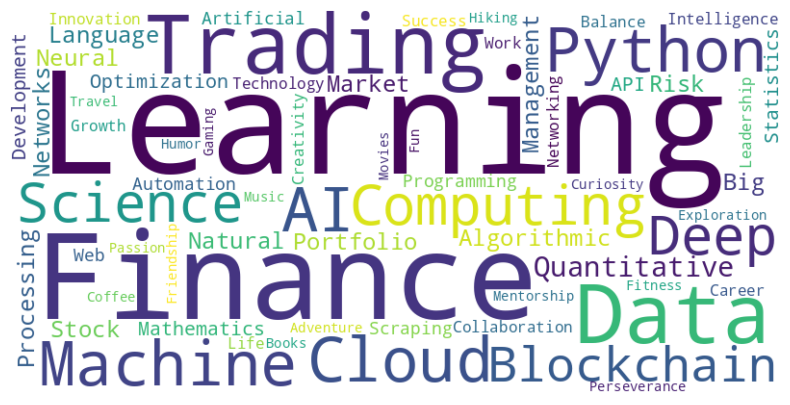 Innovation
Artificial
Success
Hiking
Balance
Intelligence
Language
Trading
Work
Python
Development
Neural
Management
Statistics
Optimization
Technology
Market
API
Risk
Networks
Learning
Networking
Leadership
Travel
Growth
Humor
Gaming
Creativity
Movies
Fun
Automation
Music
Programming
Curiosity
Big
Science
AI
Computing
Exploration
Deep
Processing
Web
Passion
Friendship
Natural
Portfolio
Algorithmic
Quantitative
Finance
Coffee
Mentorship
Fitness
Career
Data
Stock
Mathematics
Adventure
Scraping
Collaboration
Life
Books
Machine
Cloud
Blockchain
Perseverance